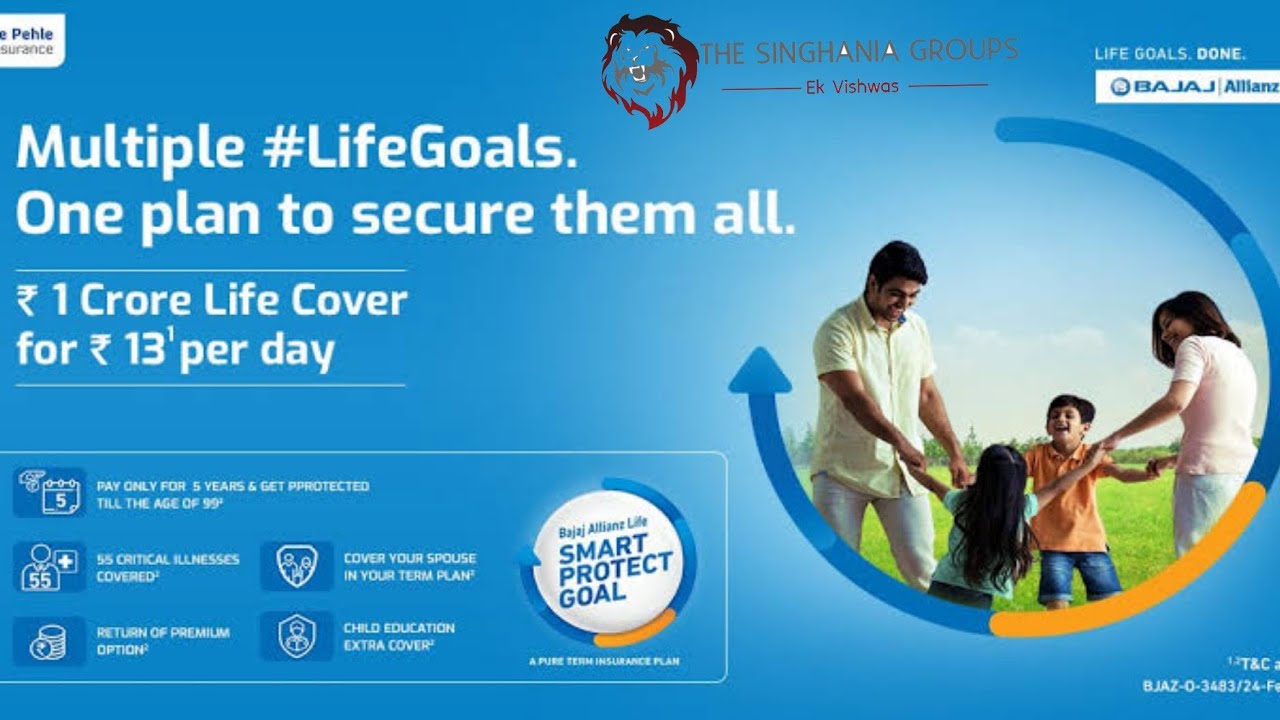 e Pehle
surance
THE SINGHANIA GROUPS
Ek Vishwas
LIFE GOALS. DONE.
BAJAJ | Allianz
Multiple #LifeGoals.
One plan to secure them all.
₹ 1 Crore Life Cover
for ₹ 13¹ per day
5
PAY ONLY FOR 5 YEARS & GET PPROTECTED
TILL THE AGE OF 99²
55
55 CRITICAL ILLNESSES
COVERED²
COVER YOUR SPOUSE
IN YOUR TERM PLAN²
₹
RETURN OF PREMIUM
OPTION²
CHILD EDUCATION
EXTRA COVER²
Bajaj Allianz Life
SMART
PROTECT
GOAL
A PURE TERM INSURANCE PLAN
¹,²T&C a
BJAZ-O-3483/24-Fe